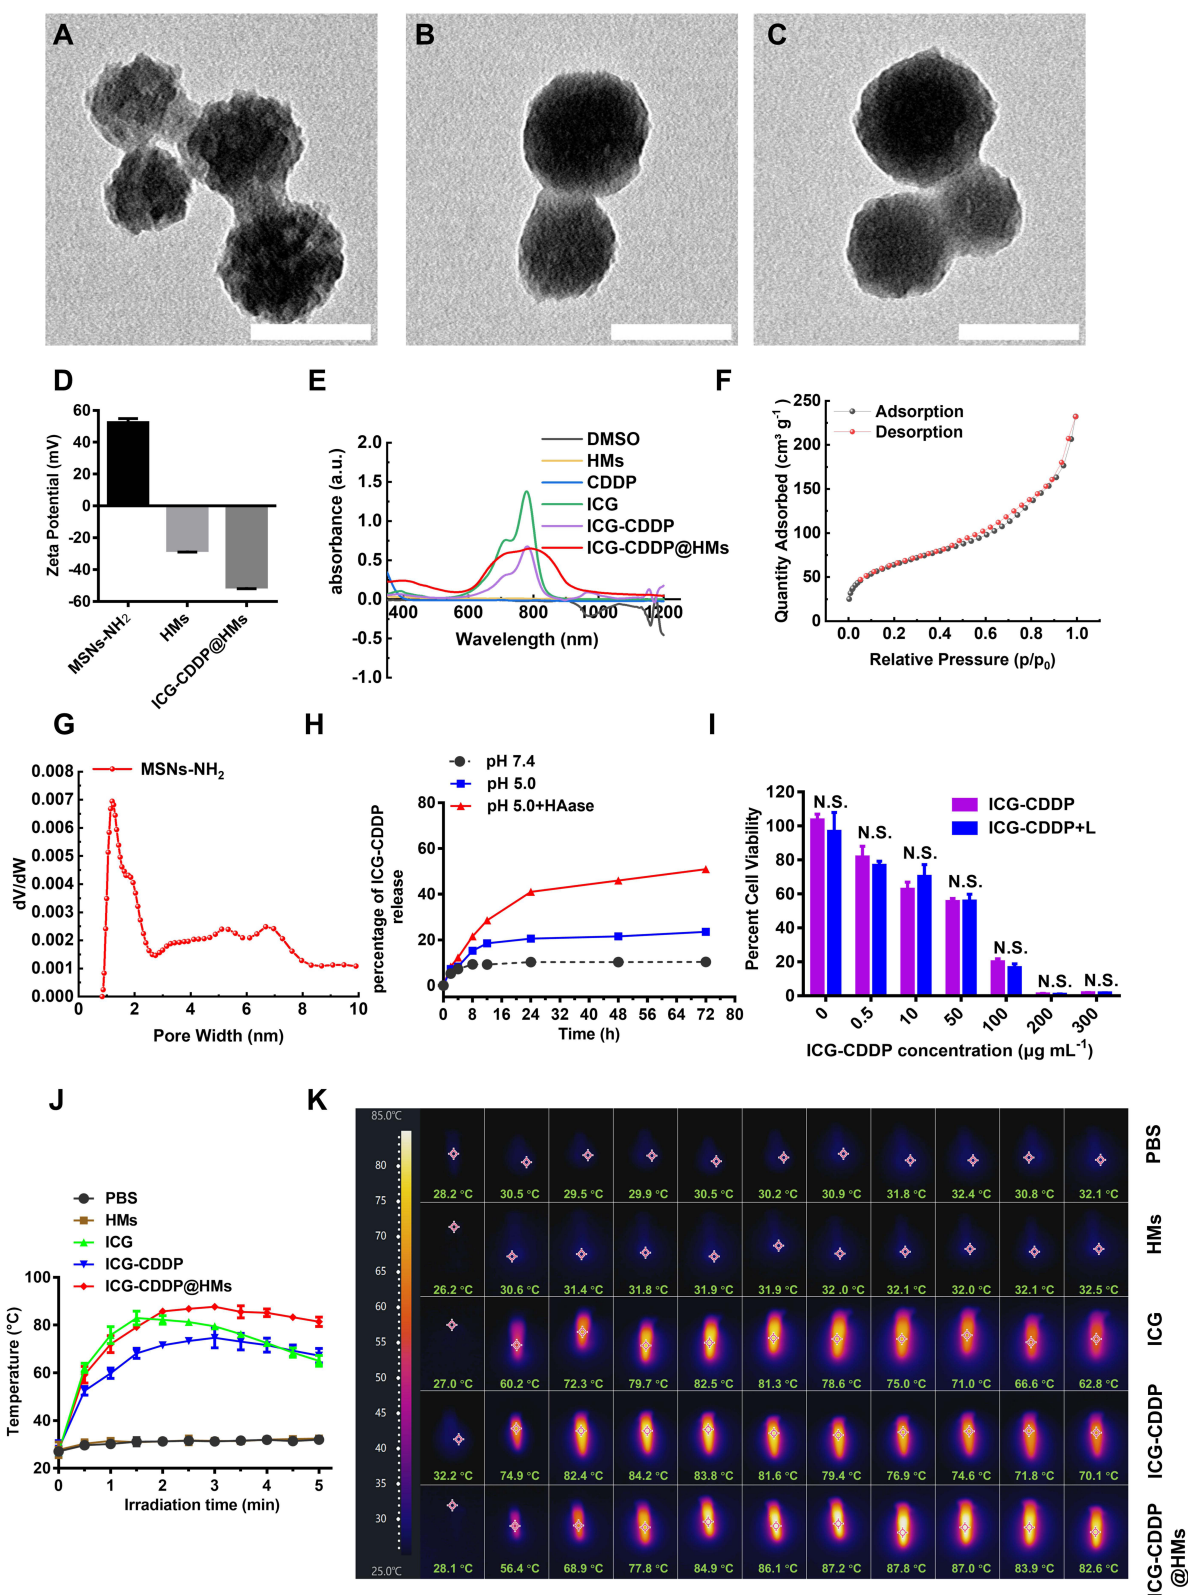 A
B
C
D
Zeta Potential (mV)
60
40
20
0
-20
-40
-60
MSNs-NH2
HMs
ICG-CDDP@HMs
E
absorbance (a.u.)
2.0
1.5
1.0
0.5
0.0
-0.5
-1.0
400
600
800
1000
1200
Wavelength (nm)
DMSO
HMs
CDDP
ICG
ICG-CDDP
ICG-CDDP@HMs
F
Quantity Adsorbed (cm³ g⁻¹)
250
200
150
100
50
0
Adsorption
Desorption
0.0 0.2 0.4 0.6 0.8 1.0
Relative Pressure (p/p₀)
G
dV/dW
0.008
0.007
0.006
0.005
0.004
0.003
0.002
0.001
0.000
MSNs-NH₂
0 2 4 6 8 10
Pore Width (nm)
H
percentage of ICG-CDDP
release
pH 7.4
pH 5.0
pH 5.0+HAase
80
60
40
20
0
0 8 16 24 32 40 48 56 64 72 80
Time (h)
I
Percent Cell Viability
120
100
80
60
40
20
0
N.S.
N.S.
N.S.
N.S.
N.S.
N.S.
N.S.
ICG-CDDP
ICG-CDDP+L
0 0.5 10 50 100 200 300
ICG-CDDP concentration (µg mL⁻¹)
J
PBS
HMs
ICG
ICG-CDDP
ICG-CDDP@HMs
Temperature (°C)
100
80
60
40
20
0 1 2 3 4 5
Irradiation time (min)
K
85.0°C
80
75
70
65
60
55
50
45
40
35
30
25.0°C
28.2 °C 30.5 °C 29.5 °C 29.9 °C 30.5 °C 30.2 °C 30.9 °C 31.8 °C 32.4 °C 30.8 °C 32.1 °C
PBS
26.2 °C 30.6 °C 31.4 °C 31.8 °C 31.9 °C 31.9 °C 32.0 °C 32.1 °C 32.0 °C 32.1 °C 32.5 °C
HMs
27.0 °C 60.2 °C 72.3 °C 79.7 °C 82.5 °C 81.3 °C 78.6 °C 75.0 °C 71.0 °C 66.6 °C 62.8 °C
ICG
32.2 °C 74.9 °C 82.4 °C 84.2 °C 83.8 °C 81.6 °C 79.4 °C 76.9 °C 74.6 °C 71.8 °C 70.1 °C
ICG-CDDP
28.1 °C 56.4 °C 68.9 °C 77.8 °C 84.9 °C 86.1 °C 87.2 °C 87.8 °C 87.0 °C 83.9 °C 82.6 °C
ICG-CDDP
@HMs